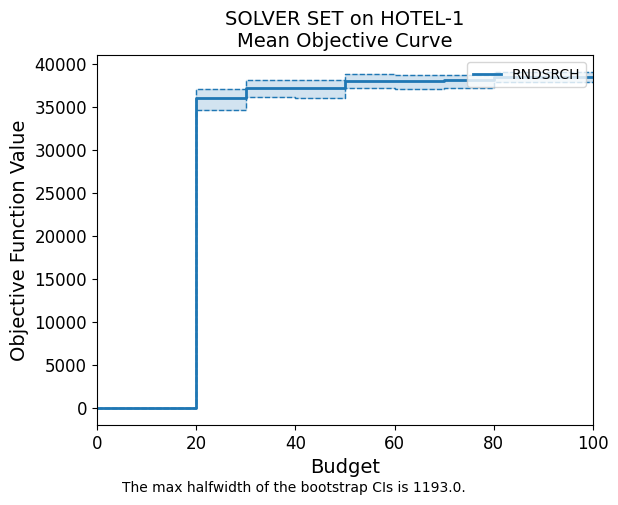 SOLVER SET on HOTEL-1
Mean Objective Curve
RNDSRCH
Objective Function Value
40000
35000
30000
25000
20000
15000
10000
5000
0
0 20 40 60 80 100
Budget
The max halfwidth of the bootstrap CIs is 1193.0.